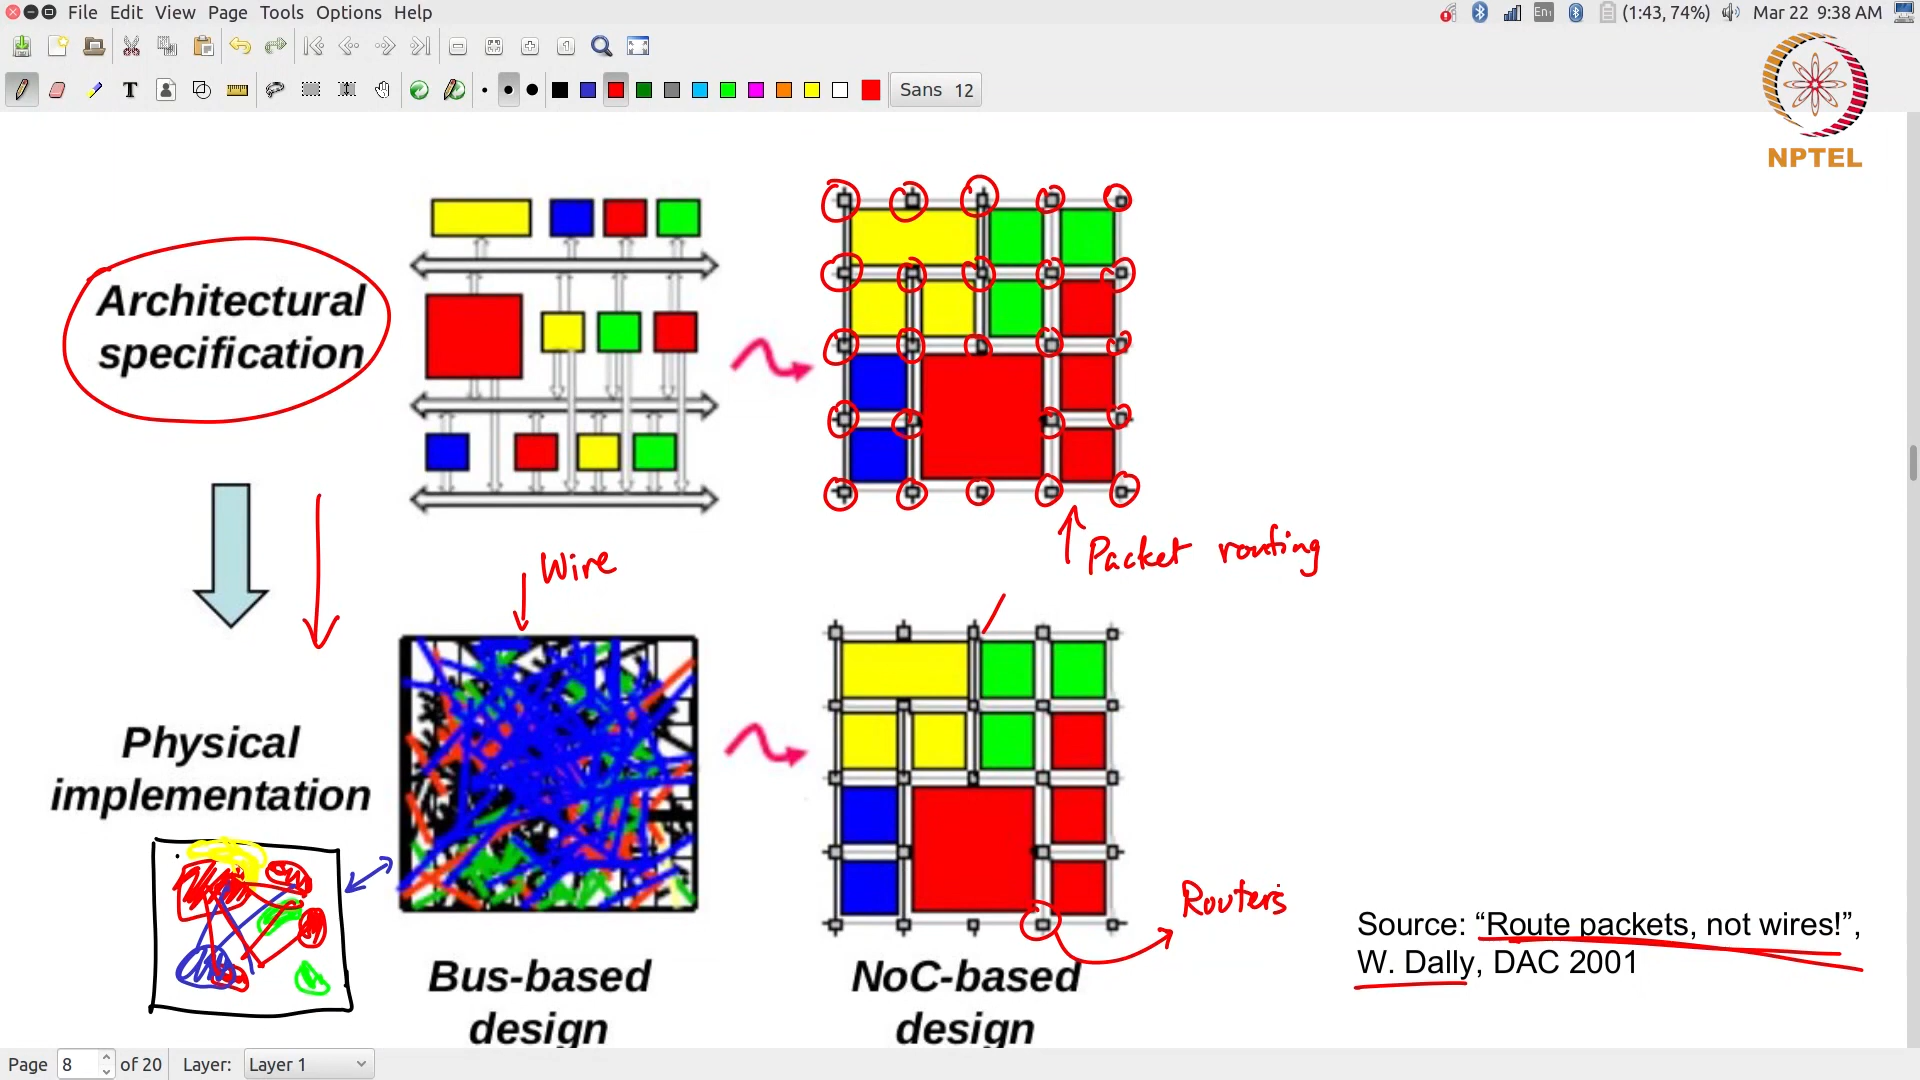 File Edit View Page Tools Options Help
En₁ (1:43, 74%) Mar 22 9:38 AM
T Sans 12
NPTEL
Architectural
specification
Packet routing
Wire
Physical
implementation
Routers
Source: “Route packets, not wires!”,
W. Dally, DAC 2001
Bus-based
design
NoC-based
design
Page 8 of 20 Layer: Layer 1